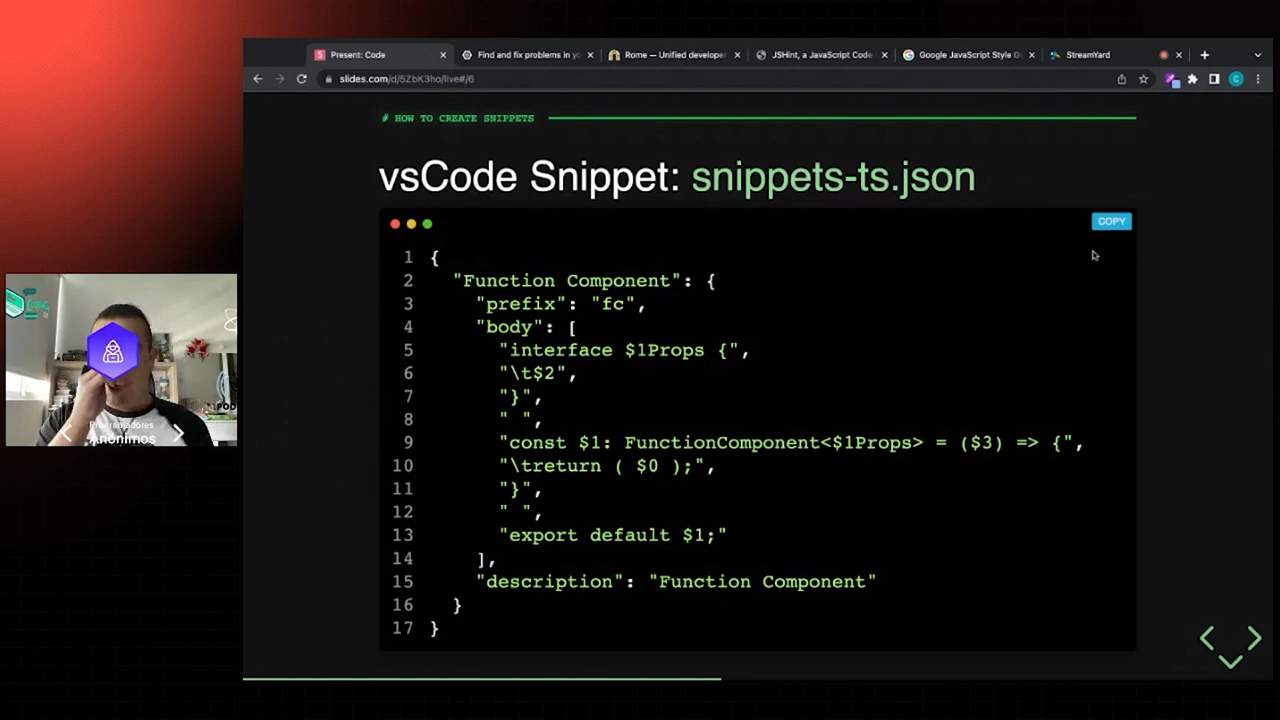 Present: Code
Find and fix problems in yo
Rome — Unified develope
JSHint, a JavaScript Code
Google JavaScript Style G
StreamYard
slides.com/d/5ZbK3ho/live#/6
C
# HOW TO CREATE SNIPPETS
vsCode Snippet: snippets-ts.json
COPY
1 {
2 "Function Component": {
3 "prefix": "fc",
4 "body": [
5 "interface $1Props {",
6 "\t$2",
7 "}",
8 " ",
9 "const $1: FunctionComponent<$1Props> = ($3) => {",
10 "\treturn ( $0 );",
11 "}",
12 " ",
13 "export default $1;"
14 ],
15 "description": "Function Component"
16 }
17 }
Programadores
Anónimos